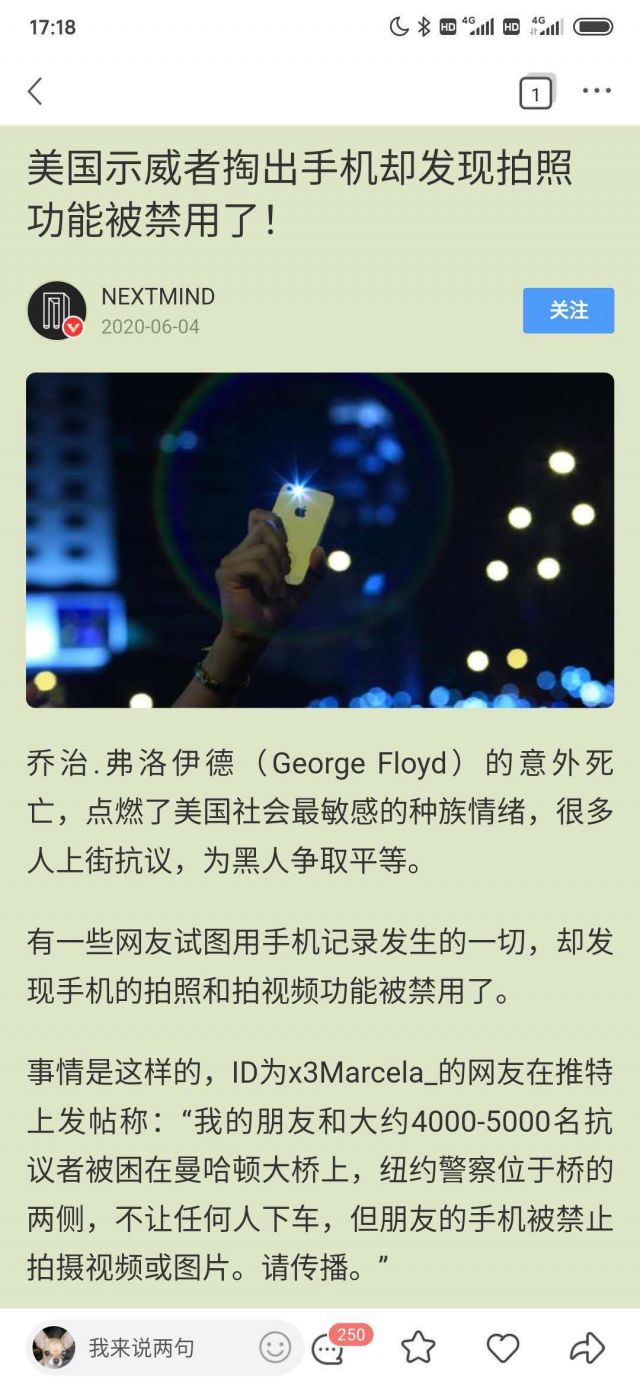 17:18
HD 4G HD 4G
1
美国示威者掏出手机却发现拍照
功能被禁用了！
NEXTMIND
2020-06-04
关注
乔治.弗洛伊德（George Floyd）的意外死
亡，点燃了美国社会最敏感的种族情绪，很多
人上街抗议，为黑人争取平等。
有一些网友试图用手机记录发生的一切，却发
现手机的拍照和拍视频功能被禁用了。
事情是这样的，ID为x3Marcela_的网友在推特
上发帖称：“我的朋友和大约4000-5000名抗
议者被困在曼哈顿大桥上，纽约警察位于桥的
两侧，不让任何人下车，但朋友的手机被禁止
拍摄视频或图片。请传播。”
我来说两句
250